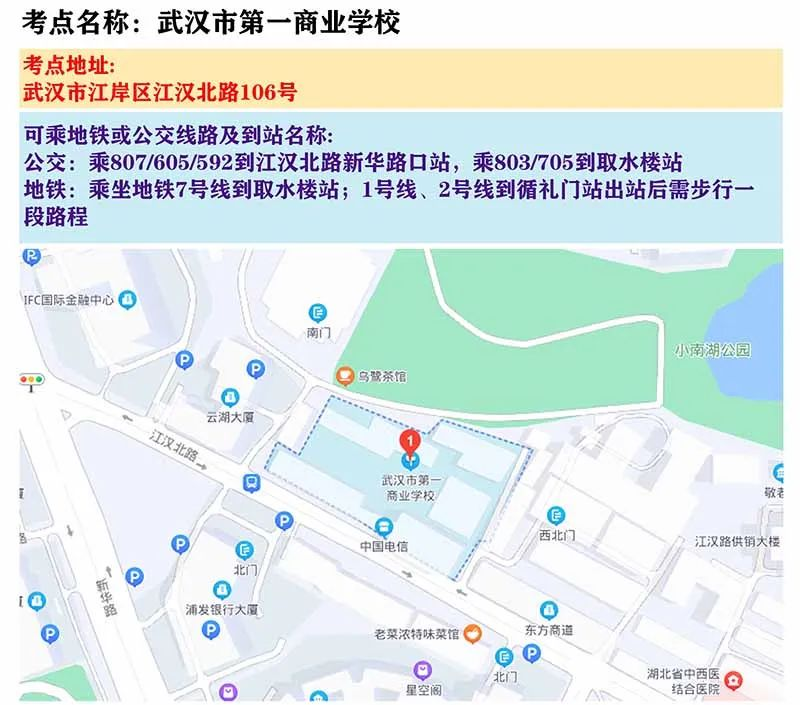 考点名称：武汉市第一商业学校
考点地址:
武汉市江岸区江汉北路106号
可乘地铁或公交线路及到站名称:
公交：乘807/605/592到江汉北路新华路口站，乘803/705到取水楼站
地铁：乘坐地铁7号线到取水楼站；1号线、2号线到循礼门站出站后需步行一
段路程
P
IFC国际金融中心
南门
小南湖公园
P
P
乌鹭茶馆
云湖大厦
江汉北路
1
武汉市第一
商业学校
敬老
P
中国电信
西北门
江汉路供销大楼
P
北门
新华路
P
浦发银行大厦
P
P
东方商道
老菜浓特味菜馆
P
北门
星空阁
湖北省中西医
结合医院